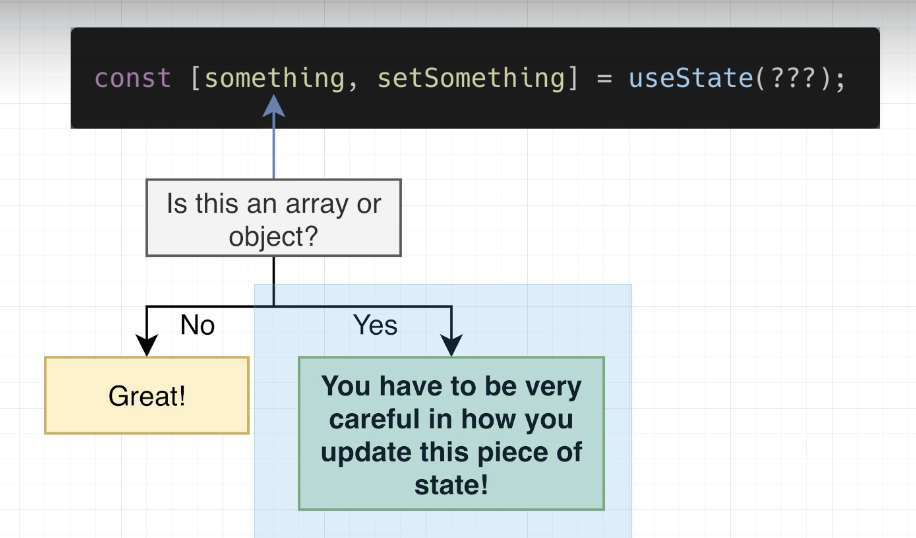 const [something, setSomething] = useState(???);
Is this an array or
object?
No
Yes
Great!
You have to be very
careful in how you
update this piece of
state!